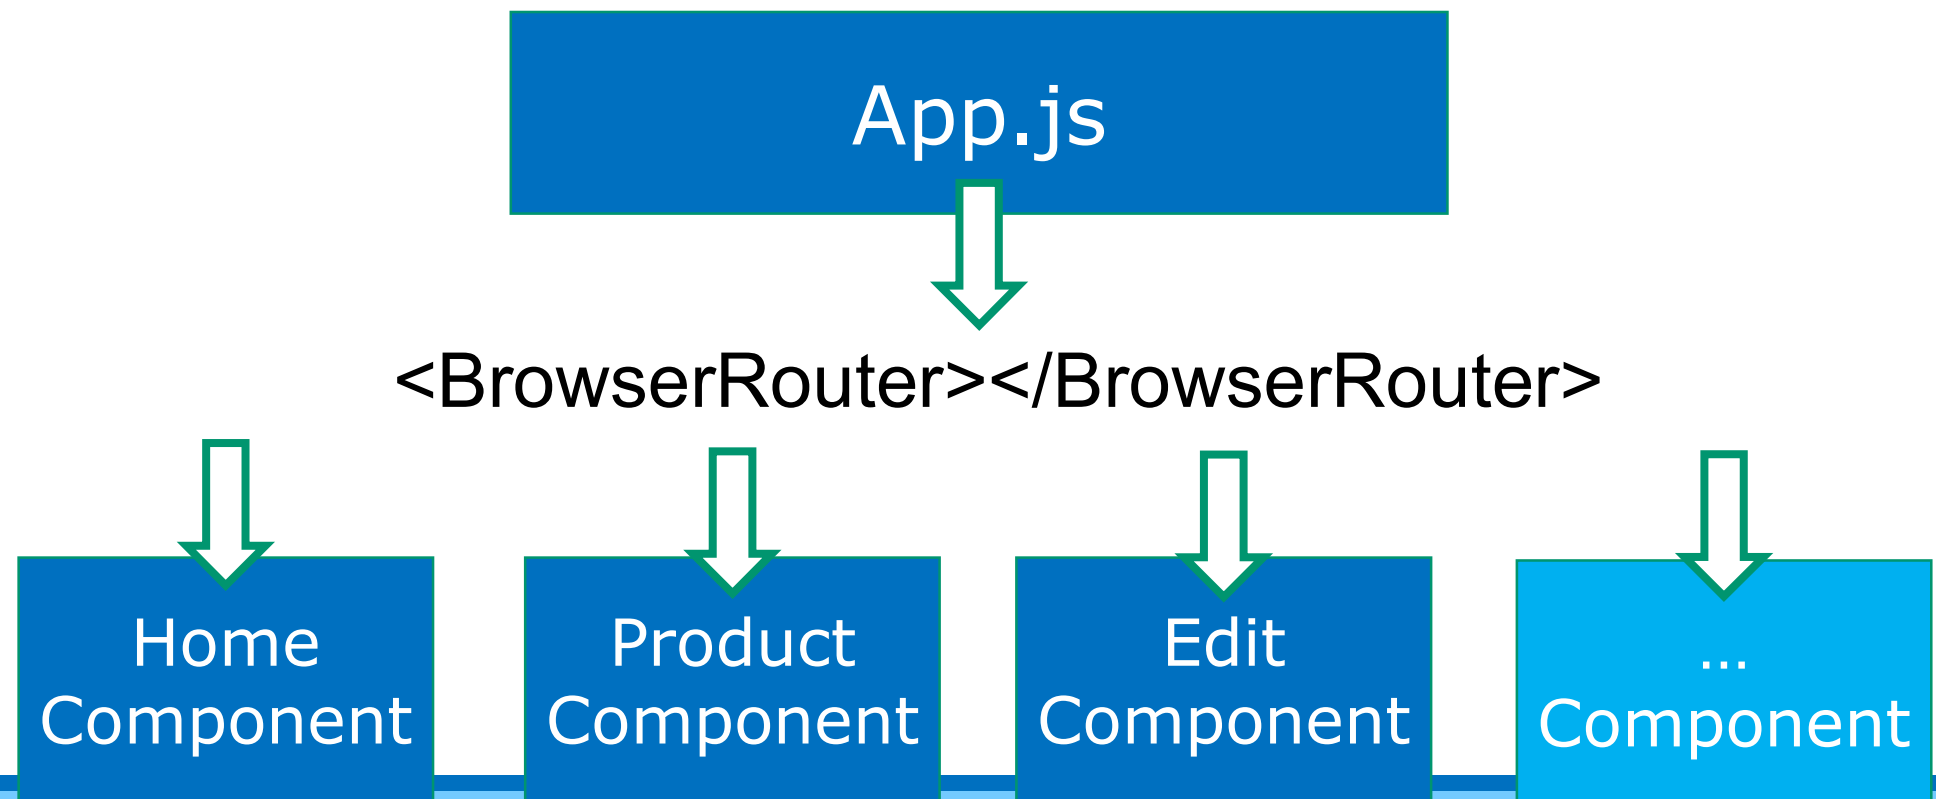 App.js
<BrowserRouter></BrowserRouter>
Home
Component
Product
Component
Edit
Component
...
Component